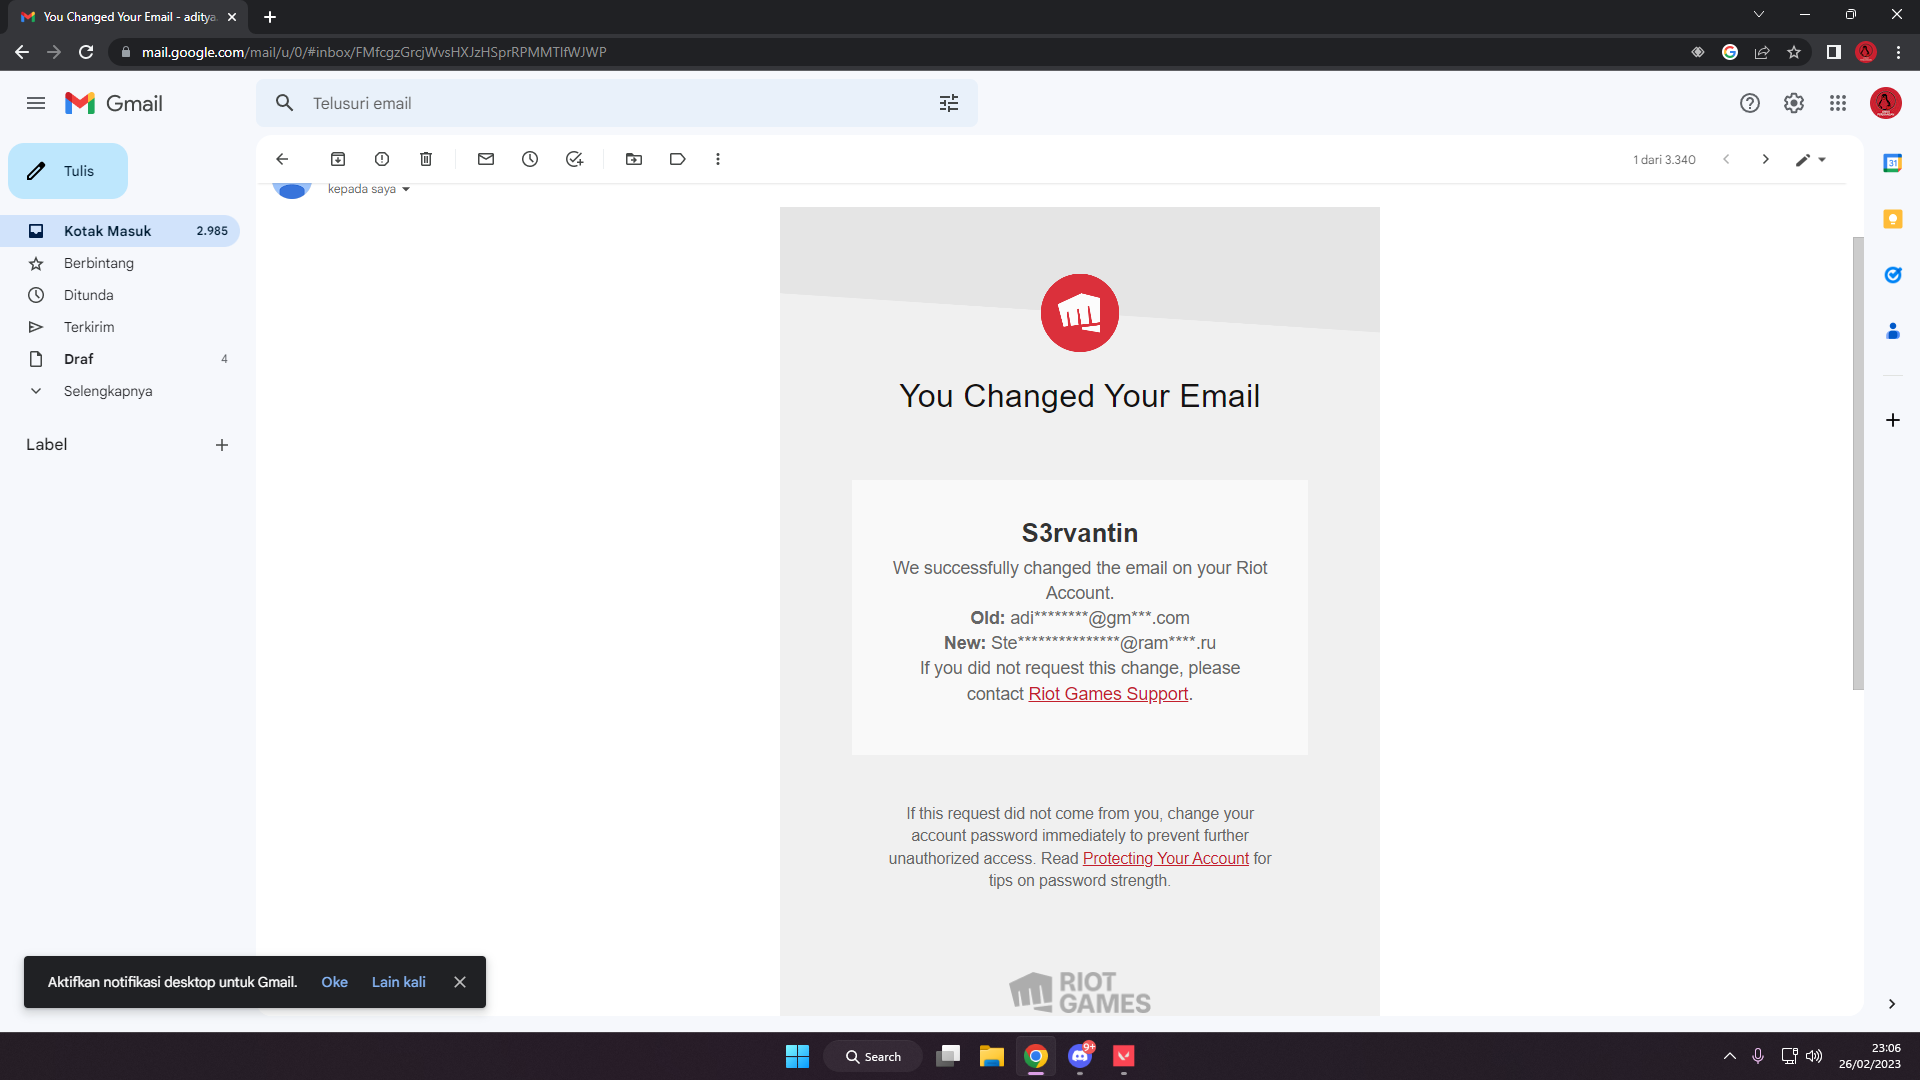 You Changed Your Email - aditya
mail.google.com/mail/u/0/#inbox/FMfcgzGrcjWvsHXJzHSprRPMMTlfWJWP
Gmail
Telusuri email
Tulis
1 dari 3.340
kepada saya
Kotak Masuk 2.985
Berbintang
Ditunda
Terkirim
Draf 4
Selengkapnya
Label
You Changed Your Email
S3rvantin
We successfully changed the email on your Riot
Account.
Old: adi********@gm***.com
New: Ste***************@ram****.ru
If you did not request this change, please
contact Riot Games Support.
If this request did not come from you, change your
account password immediately to prevent further
unauthorized access. Read Protecting Your Account for
tips on password strength.
RIOT
GAMES
Aktifkan notifikasi desktop untuk Gmail. Oke Lain kali
31
Search
9+
23:06
26/02/2023